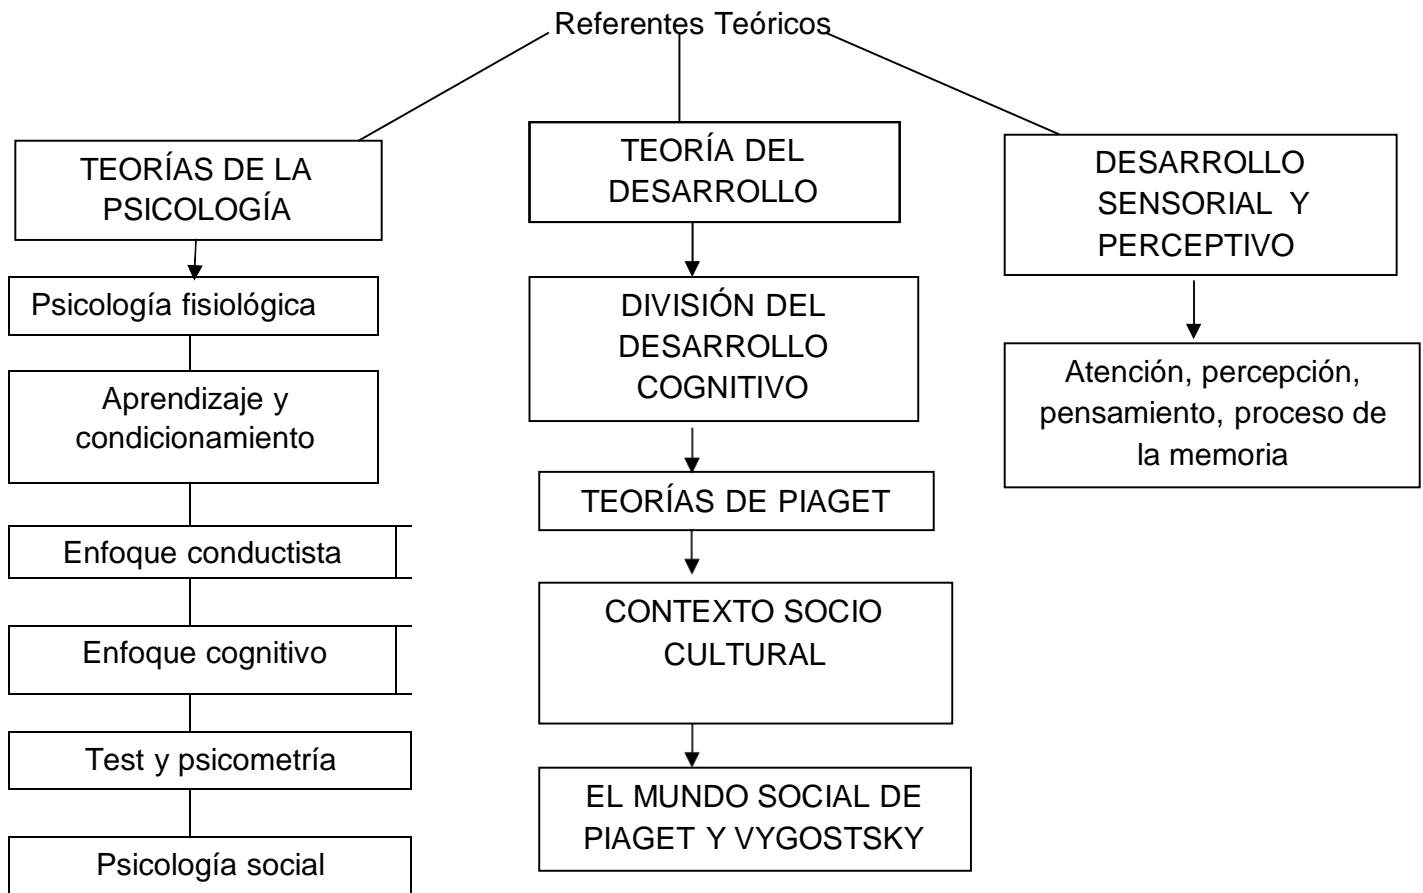 Referentes Teóricos
TEORÍAS DE LA
PSICOLOGÍA
Psicología fisiológica
Aprendizaje y
condicionamiento
Enfoque conductista
Enfoque cognitivo
Test y psicometría
Psicología social
TEORÍA DEL
DESARROLLO
DIVISIÓN DEL
DESARROLLO
COGNITIVO
TEORÍAS DE PIAGET
CONTEXTO SOCIO
CULTURAL
EL MUNDO SOCIAL DE
PIAGET Y VYGOSTSKY
DESARROLLO
SENSORIAL Y
PERCEPTIVO
Atención, percepción,
pensamiento, proceso de
la memoria